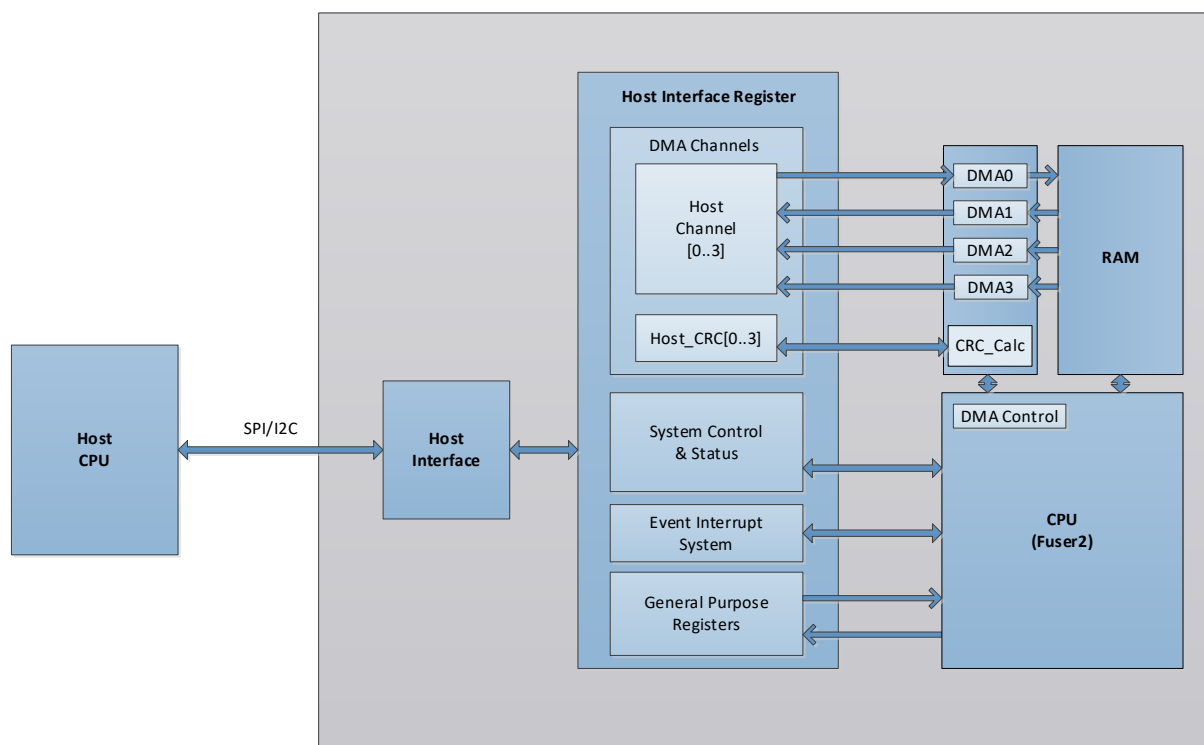 Host Interface Register
DMA Channels
Host
Channel
[0..3]
Host_CRC[0..3]
DMA0
DMA1
DMA2
DMA3
CRC_Calc
RAM
Host
CPU
SPI/I2C
Host
Interface
System Control
& Status
Event Interrupt
System
General Purpose
Registers
DMA Control
CPU
(Fuser2)